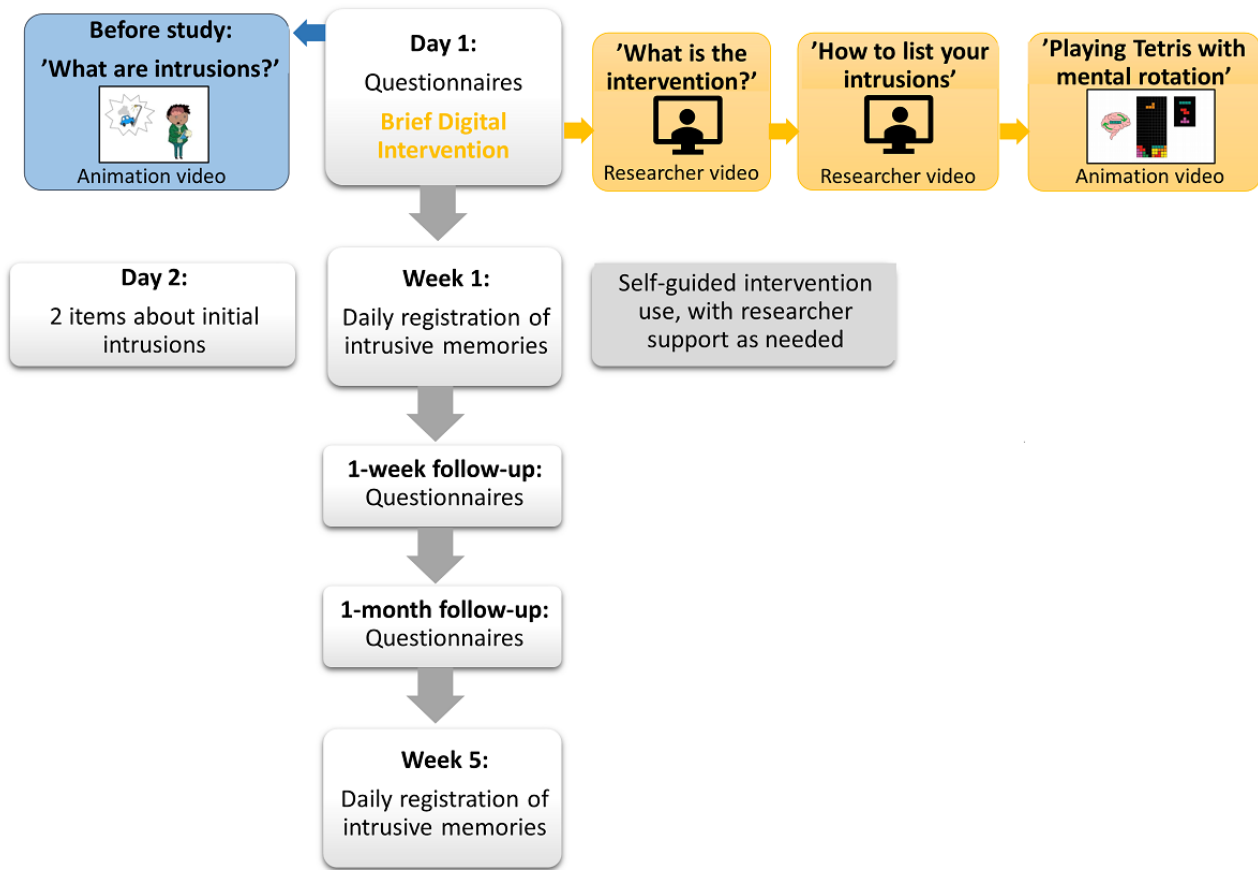 Before study:
’What are intrusions?’
Animation video
Day 1:
Questionnaires
Brief Digital
Intervention
’What is the
intervention?’
Researcher video
’How to list your
intrusions’
Researcher video
’Playing Tetris with
mental rotation’
Animation video
Day 2:
2 items about initial
intrusions
Week 1:
Daily registration of
intrusive memories
Self-guided intervention
use, with researcher
support as needed
1-week follow-up:
Questionnaires
1-month follow-up:
Questionnaires
Week 5:
Daily registration of
intrusive memories